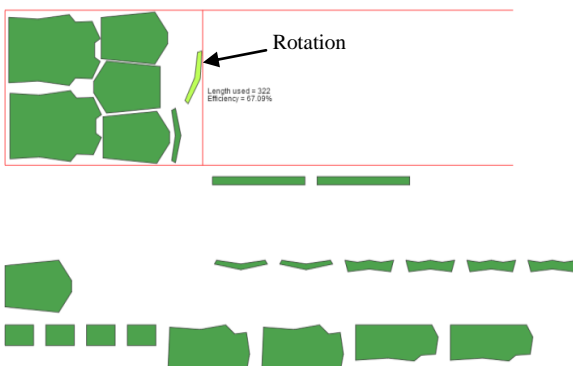 Rotation
Length used = 322
Efficiency = 67.09%